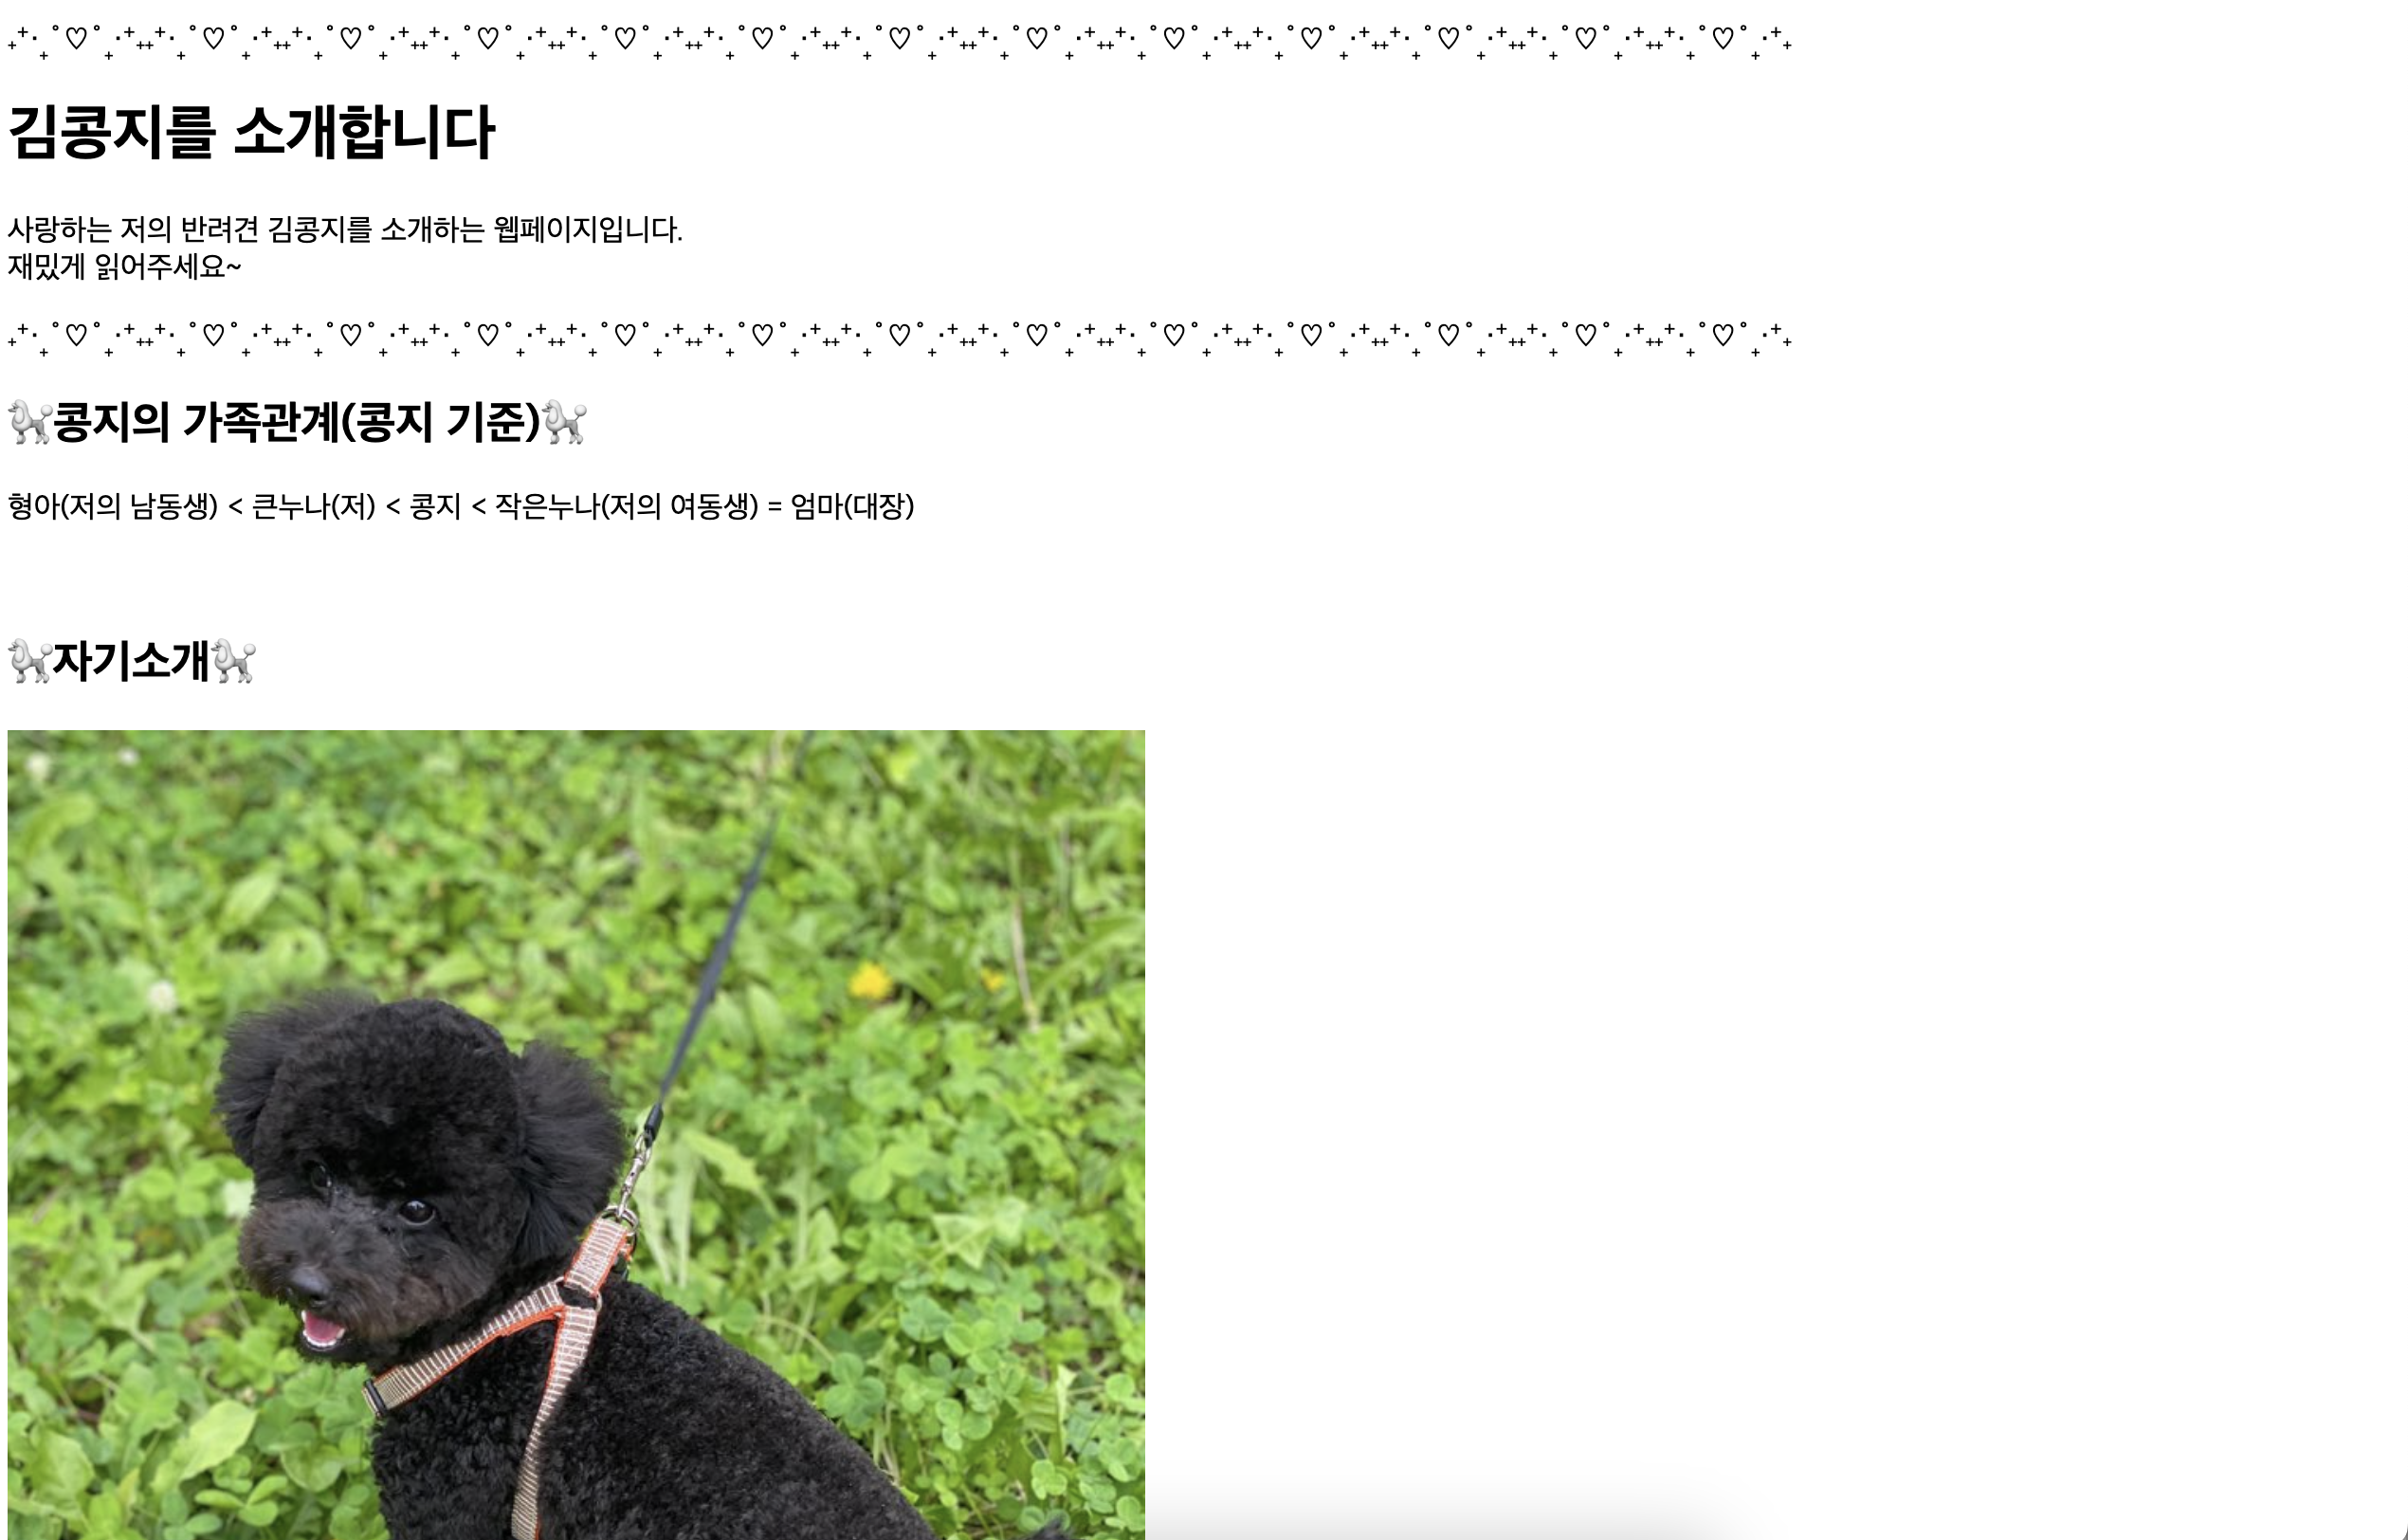 ₊⁺‧₊˚♡˚₊‧⁺₊₊⁺‧₊˚♡˚₊‧⁺₊₊⁺‧₊˚♡˚₊‧⁺₊₊⁺‧₊˚♡˚₊‧⁺₊₊⁺‧₊˚♡˚₊‧⁺₊₊⁺‧₊˚♡˚₊‧⁺₊₊⁺‧₊˚♡˚₊‧⁺₊₊⁺‧₊˚♡˚₊‧⁺₊₊⁺‧₊˚♡˚₊‧⁺₊₊⁺‧₊˚♡˚₊‧⁺₊₊⁺‧₊˚♡˚₊‧⁺₊₊⁺‧₊˚♡˚₊‧⁺₊₊⁺‧₊˚♡˚₊‧⁺₊
김콩지를 소개합니다
사랑하는 저의 반려견 김콩지를 소개하는 웹페이지입니다.
재밌게 읽어주세요~
₊⁺‧₊˚♡˚₊‧⁺₊₊⁺‧₊˚♡˚₊‧⁺₊₊⁺‧₊˚♡˚₊‧⁺₊₊⁺‧₊˚♡˚₊‧⁺₊₊⁺‧₊˚♡˚₊‧⁺₊₊⁺‧₊˚♡˚₊‧⁺₊₊⁺‧₊˚♡˚₊‧⁺₊₊⁺‧₊˚♡˚₊‧⁺₊₊⁺‧₊˚♡˚₊‧⁺₊₊⁺‧₊˚♡˚₊‧⁺₊₊⁺‧₊˚♡˚₊‧⁺₊₊⁺‧₊˚♡˚₊‧⁺₊₊⁺‧₊˚♡˚₊‧⁺₊
🐩콩지의 가족관계(콩지 기준)🐩
형아(저의 남동생) < 큰누나(저) < 콩지 < 작은누나(저의 여동생) = 엄마(대장)
🐩자기소개🐩